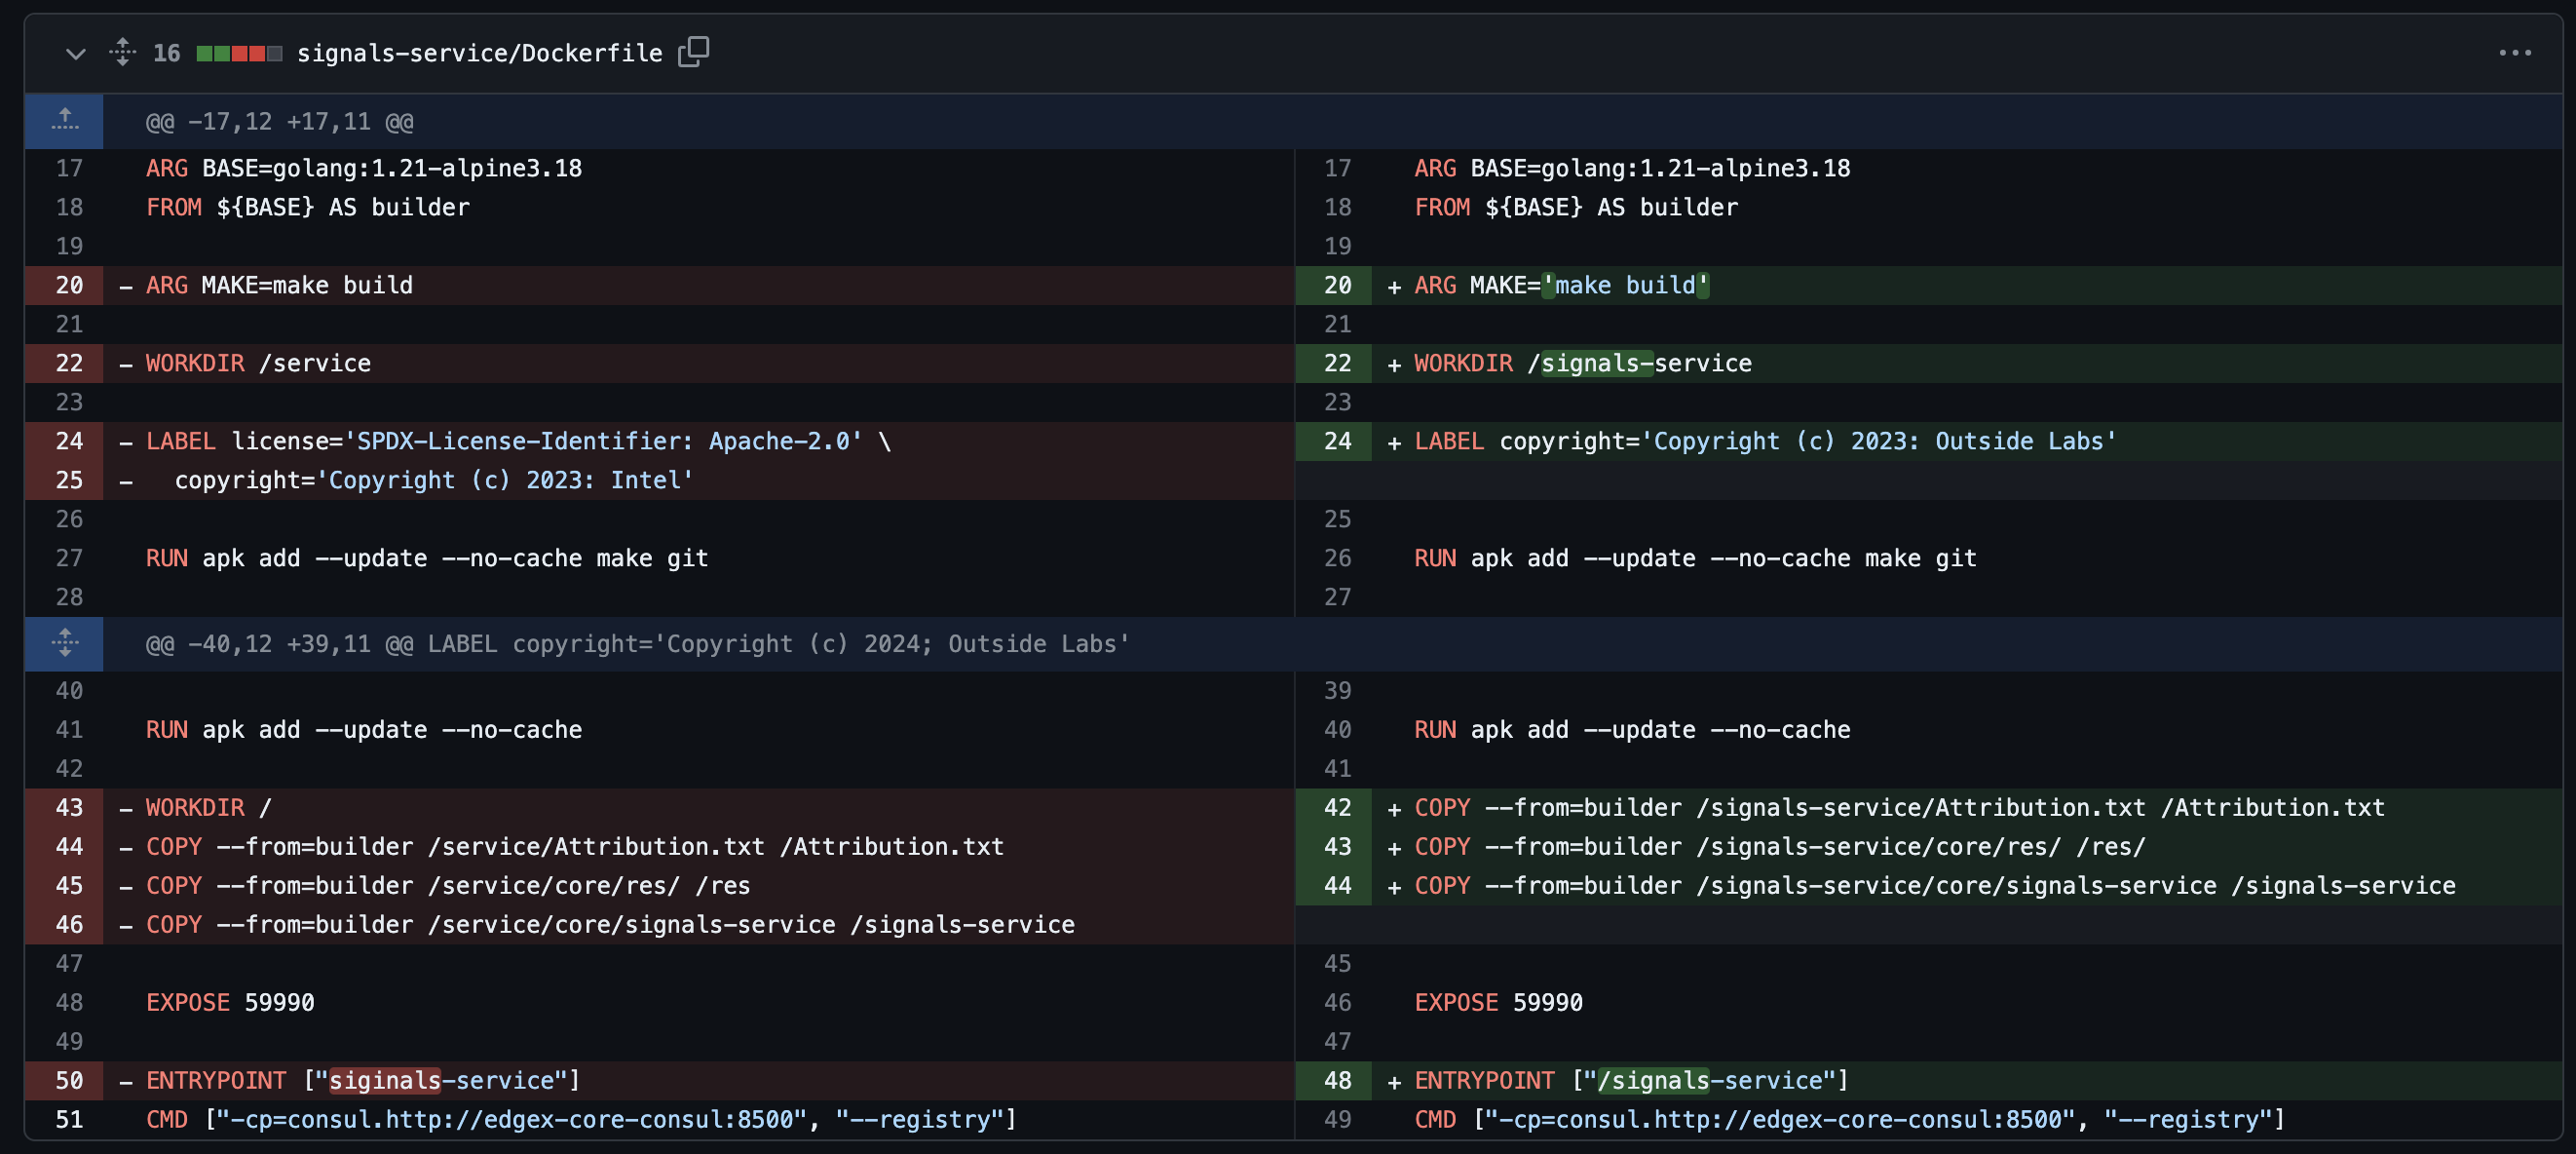 16 signals-service/Dockerfile
@@ -17,12 +17,11 @@
17 ARG BASE=golang:1.21-alpine3.18 17 ARG BASE=golang:1.21-alpine3.18
18 FROM ${BASE} AS builder 18 FROM ${BASE} AS builder
19 19
20 - ARG MAKE=make build 20 + ARG MAKE='make build'
21 21
22 - WORKDIR /service 22 + WORKDIR /signals-service
23 23
24 - LABEL license='SPDX-License-Identifier: Apache-2.0' \ 24 + LABEL copyright='Copyright (c) 2023: Outside Labs'
25 -   copyright='Copyright (c) 2023: Intel'
26 25
27 RUN apk add --update --no-cache make git 26 RUN apk add --update --no-cache make git
28 27
@@ -40,12 +39,11 @@ LABEL copyright='Copyright (c) 2024; Outside Labs'
40 39
41 RUN apk add --update --no-cache 40 RUN apk add --update --no-cache
42 41
43 - WORKDIR / 42 + COPY --from=builder /signals-service/Attribution.txt /Attribution.txt
44 - COPY --from=builder /service/Attribution.txt /Attribution.txt 43 + COPY --from=builder /signals-service/core/res/ /res/
45 - COPY --from=builder /service/core/res/ /res 44 + COPY --from=builder /signals-service/core/signals-service /signals-service
46 - COPY --from=builder /service/core/signals-service /signals-service
47 45
48 EXPOSE 59990 46 EXPOSE 59990
49 47
50 - ENTRYPOINT ["siginals-service"] 48 + ENTRYPOINT ["/signals-service"]
51 CMD ["-cp=consul.http://edgex-core-consul:8500", "--registry"] 49 CMD ["-cp=consul.http://edgex-core-consul:8500", "--registry"]